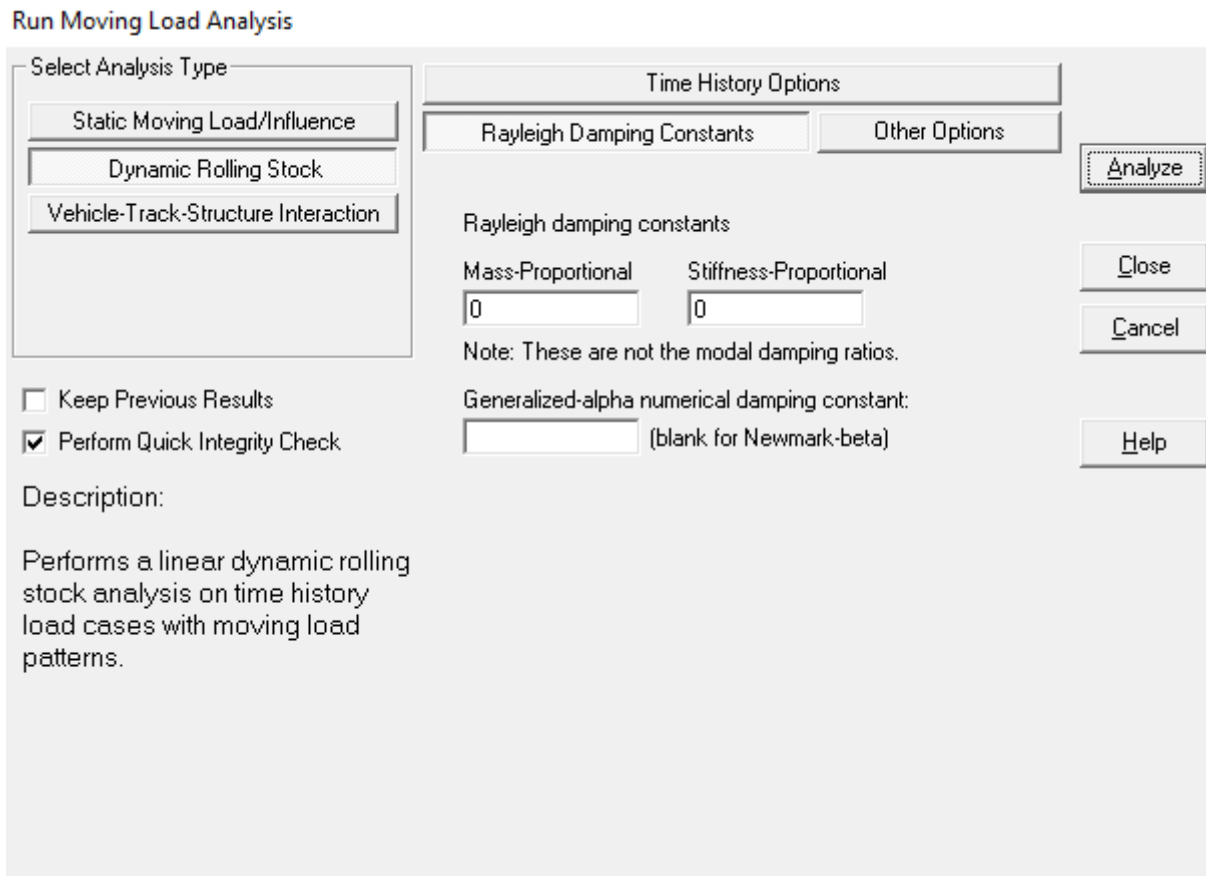 Run Moving Load Analysis
Select Analysis Type
Static Moving Load/Influence
Dynamic Rolling Stock
Vehicle-Track-Structure Interaction
Time History Options
Rayleigh Damping Constants
Other Options
Rayleigh damping constants
Mass-Proportional
Stiffness-Proportional
0
0
Note: These are not the modal damping ratios.
Generalized-alpha numerical damping constant:
(blank for Newmark-beta)
Analyze
Close
Cancel
Help
Keep Previous Results
Perform Quick Integrity Check
Description:
Performs a linear dynamic rolling
stock analysis on time history
load cases with moving load
patterns.